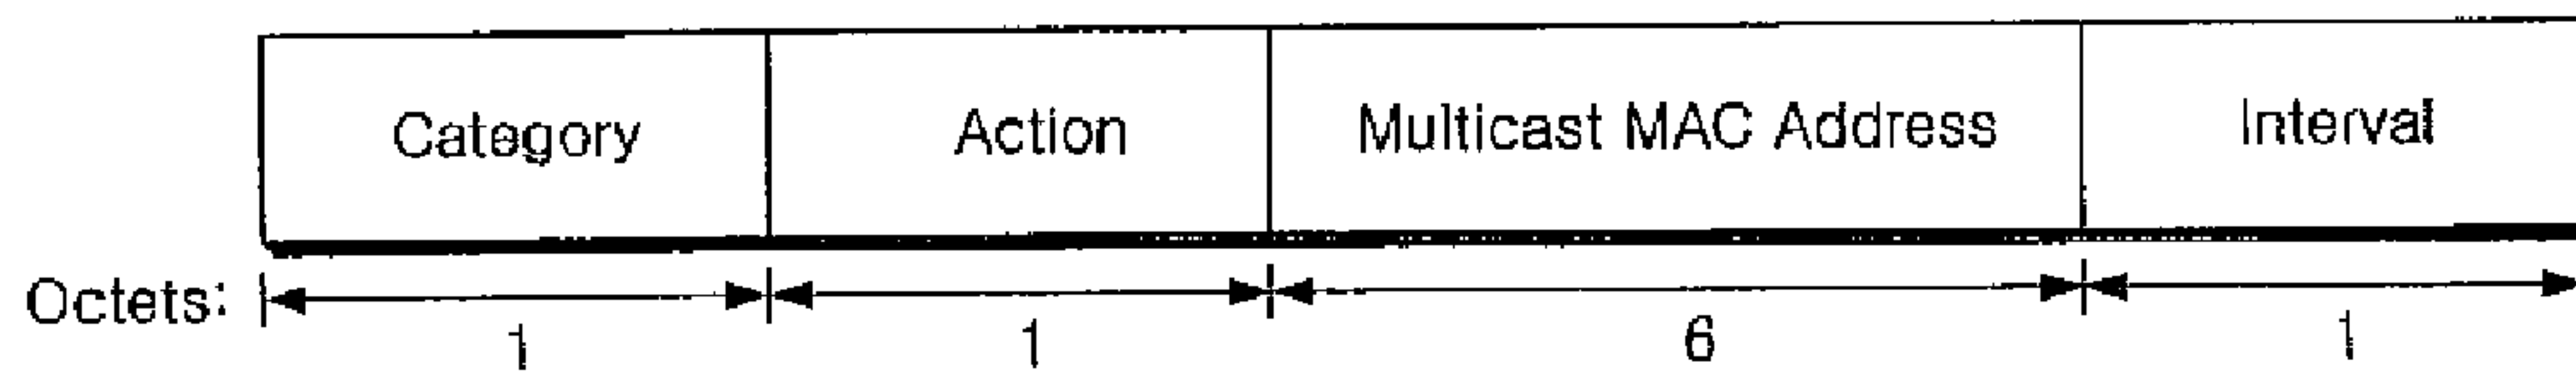 Category Action Multicast MAC Address Interval
Octets:
1 1 6 1